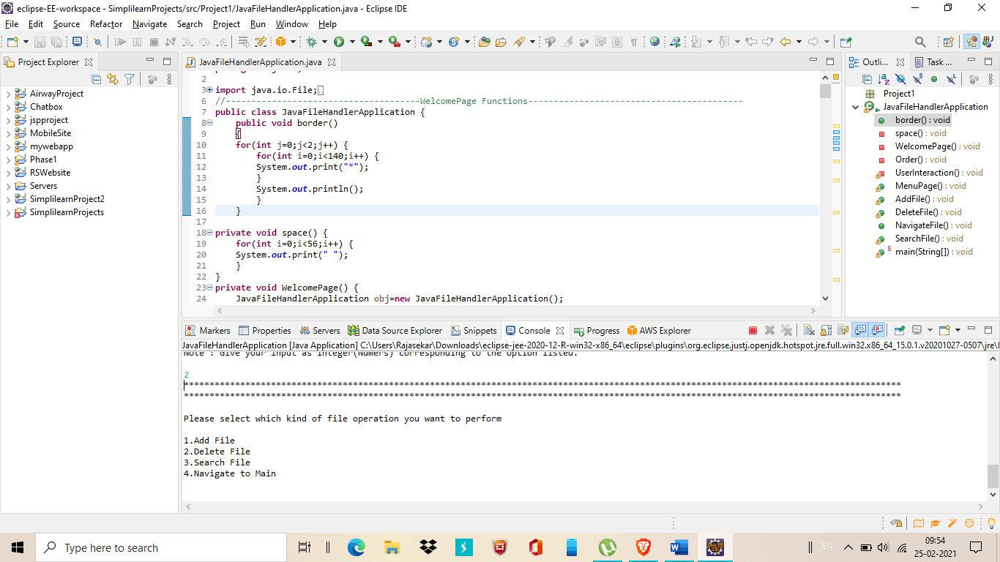 eclipse-EE-workspace - SimplilearnProjects/src/Project1/JavaFileHandlerApplication.java - Eclipse IDE
File Edit Source Refactor Navigate Search Project Run Window Help
Project Explorer
AirwayProject
Chatbox
jspproject
MobileSite
mywebapp
Phase1
RSWebsite
Servers
SimplilearnProject2
SimplilearnProjects
JavaFileHandlerApplication.java
2
3 import java.io.File;
6 //--------------------------------------WelcomePage Functions------------------------------------------
7 public class JavaFileHandlerApplication {
8 public void border()
9 {
10 for(int j=0;j<2;j++) {
11 for(int i=0;i<140;i++) {
12 System.out.print("*");
13 }
14 System.out.println();
15 }
16 }
17
18 private void space() {
19 for(int i=0;i<56;i++) {
20 System.out.print(" ");
21 }
22 }
23 private void WelcomePage() {
24 JavaFileHandlerApplication obj=new JavaFileHandlerApplication();
Outli... Task ...
Project1
JavaFileHandlerApplication
border() : void
space() : void
WelcomePage() : void
Order() : void
UserInteraction() : void
MenuPage() : void
AddFile() : void
DeleteFile() : void
NavigateFile() : void
SearchFile() : void
main(String[]) : void
Markers Properties Servers Data Source Explorer Snippets Console Progress AWS Explorer
JavaFileHandlerApplication [Java Application] C:\Users\Rajasekar\Downloads\eclipse-jee-2020-12-R-win32-x86_64\eclipse\plugins\org.eclipse.justj.openjdk.hotspot.jre.full.win32.x86_64_15.0.1.v20201027-0507\jre\
Note : Give your input as Integer(Numers) corresponding to the option listed.
2
********************************************************************************************************************************************
********************************************************************************************************************************************
Please select which kind of file operation you want to perform
1.Add File
2.Delete File
3.Search File
4.Navigate to Main
Type here to search
EN
09:54
25-02-2021